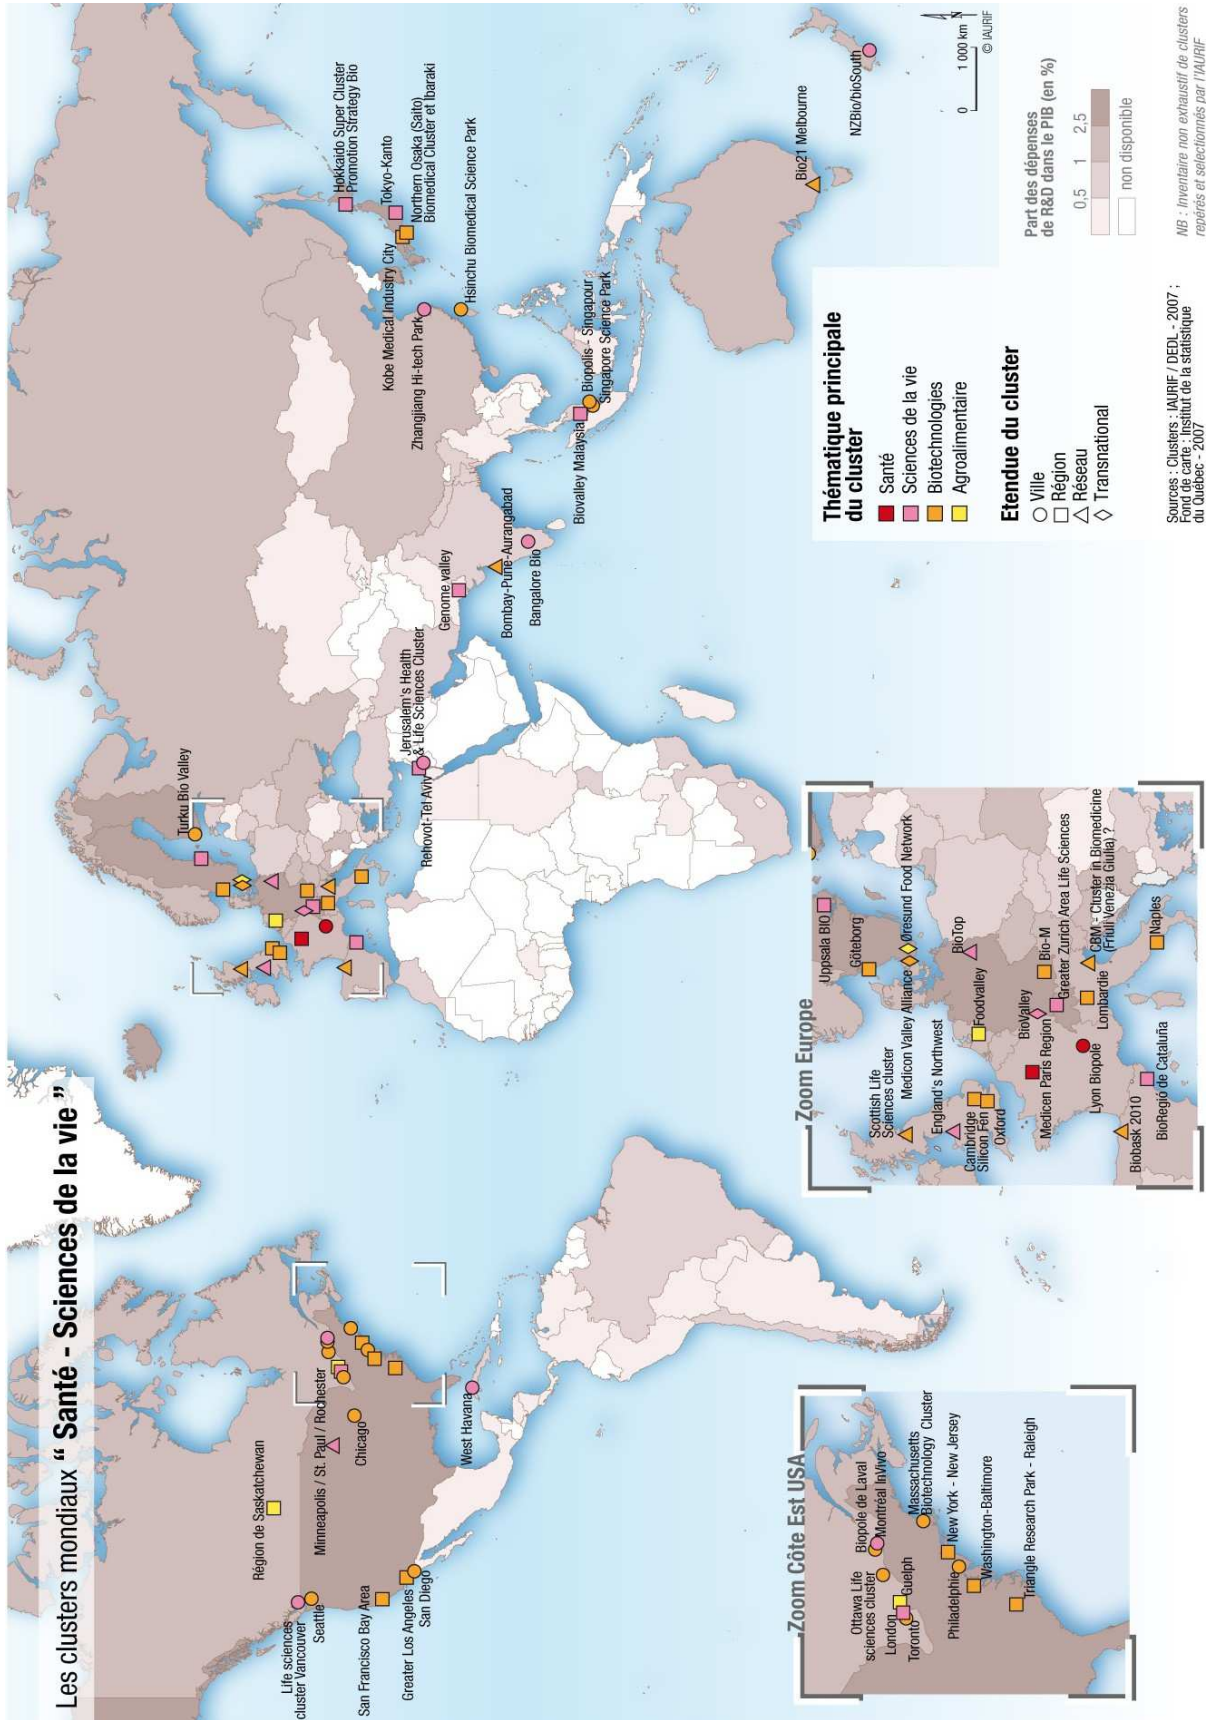 Les clusters mondiaux “ Santé - Sciences de la vie ”
Région de Saskatchewan
Life sciences
cluster Vancouver
Seattle
Minneapolis / St. Paul / Rochester
Chicago
San Francisco Bay Area
Greater Los Angeles
San Diego
West Havana
Turku Bio Valley
Rehovot-Tel Aviv
Jerusalem's Health
& Life Sciences Cluster
Genome valley
Bombay-Pune-Aurangabad
Bangalore Bio
Zhangjiang Hi-tech Park
Kobe Medical Industry City
Hokkaido Super Cluster
Promotion Strategy Bio
Tokyo-Kanto
Northern Osaka (Saito)
Biomedical Cluster et Ibaraki
Hsinchu Biomedical Science Park
Biovalley Malaysia
Biopolis - Singapour
Singapore Science Park
Bio21 Melbourne
NZBio/bioSouth
0 1 000 km
N
© IAURIF
Zoom Côte Est USA
Ottawa Life
sciences cluster
Biopole de Laval
Montréal InVivo
London
Guelph
Toronto
Massachusetts
Biotechnology Cluster
New York - New Jersey
Philadelphie
Washington-Baltimore
Triangle Research Park - Raleigh
Zoom Europe
Uppsala BIO
Göteborg
Scottish Life
Sciences cluster
Medicon Valley Alliance
Øresund Food Network
England's Northwest
BioTop
Cambridge
Silicon Fen
Oxford
Foodvalley
BioValley
Medicen Paris Region
Bio-M
Greater Zurich Area Life Sciences
Lyon Biopole
Lombardie
CBM - Cluster in Biomedicine
(Friuli Venezia Giulia) ?
Biobask 2010
BioRegió de Cataluña
Naples
Thématique principale
du cluster
Santé
Sciences de la vie
Biotechnologies
Agroalimentaire
Etendue du cluster
Ville
Région
Réseau
Transnational
Part des dépenses
de R&D dans le PIB (en %)
0,5 1 2,5
non disponible
Sources : Clusters : IAURIF / DEDL - 2007 ;
Fond de carte : Institut de la statistique
du Québec - 2007
NB : Inventaire non exhaustif de clusters
repérés et selectionnés par l'IAURIF